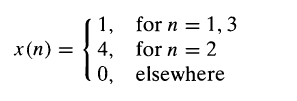 1, for n = 1, 3
x(n) = { 4, for n = 2
0, elsewhere